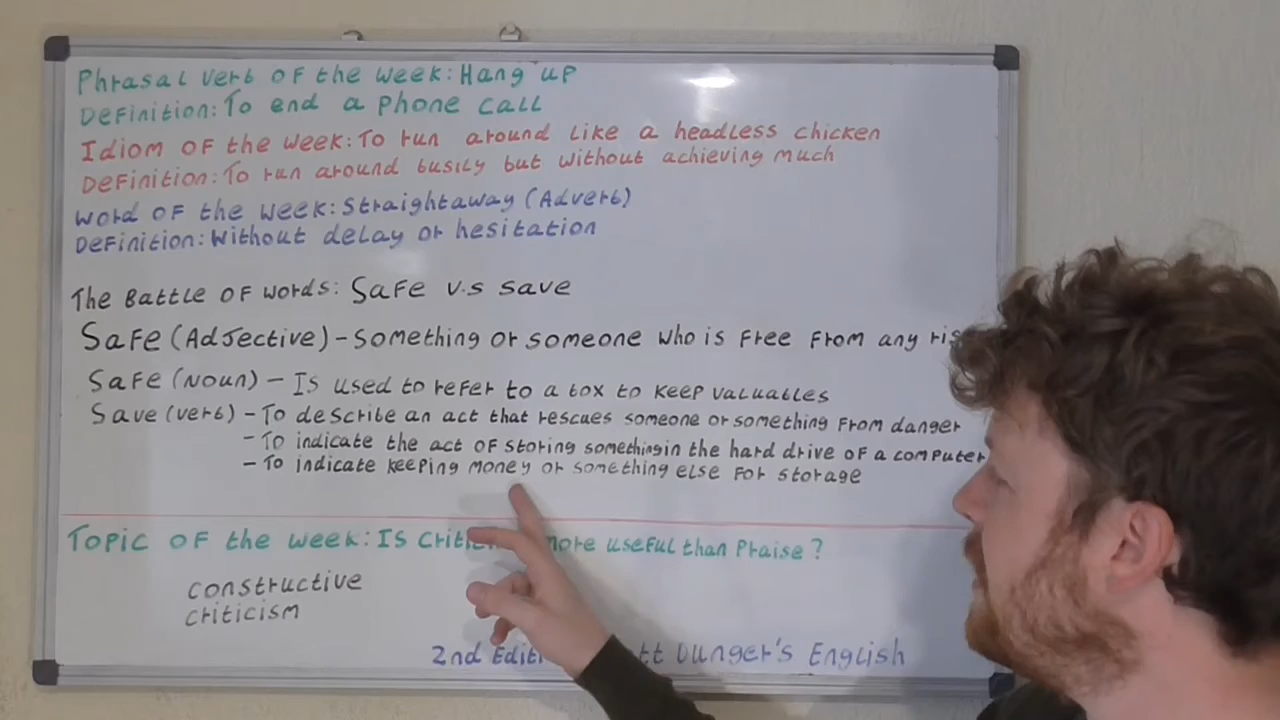 Phrasal verb of the week: Hang up
Definition: To end a phone call
Idiom of the week: To run around like a headless chicken
Definition: To run around busily but without achieving much
Word of the week: Straightaway (Adverb)
Definition: Without delay or hesitation
The Battle of words: Safe v.s save
Safe (Adjective) - Something or someone who is free from any
Safe (Noun) - Is used to refer to a box to keep valuables
Save (verb) - To describe an act that rescues someone or something from danger
- To indicate the act of storing something in the hard drive of a computer
- To indicate keeping money or something else for storage
Topic of the week: Is more useful than Praise?
constructive
criticism
2nd Dunger's English